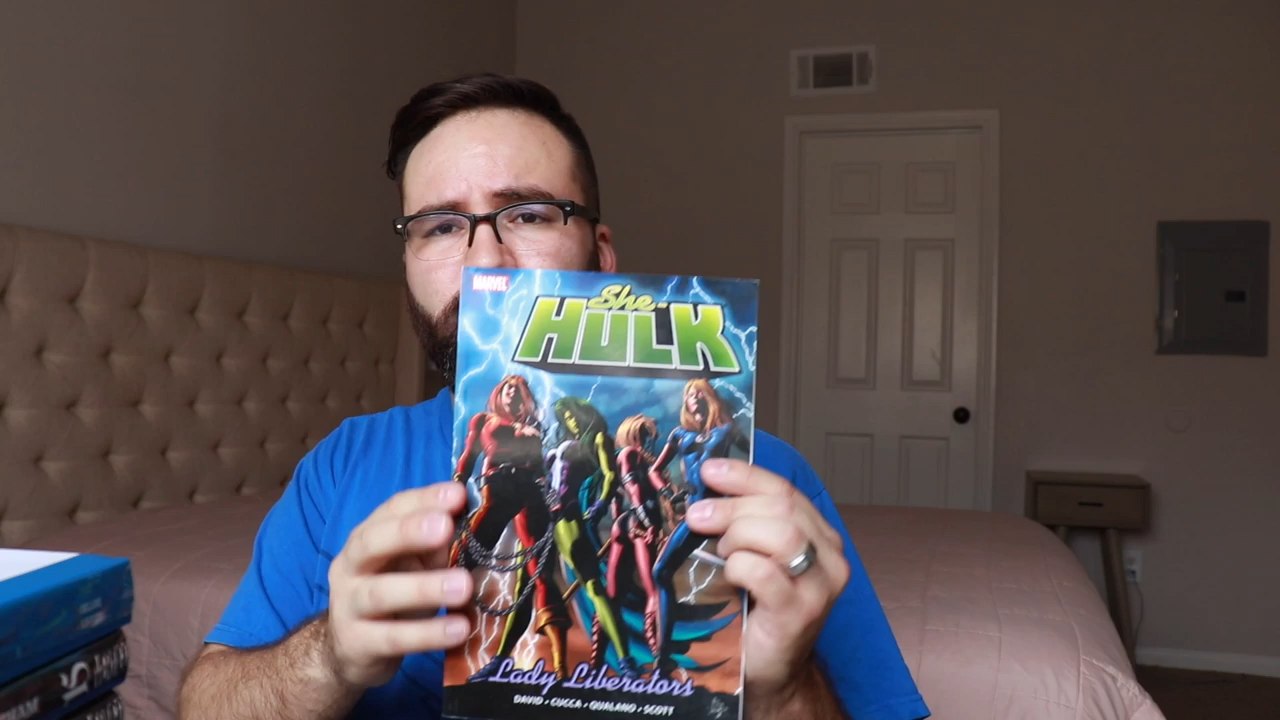 MARVEL
She-
HULK
Lady Liberators
DAVID • CUCCA • QUALANO • SCOTT